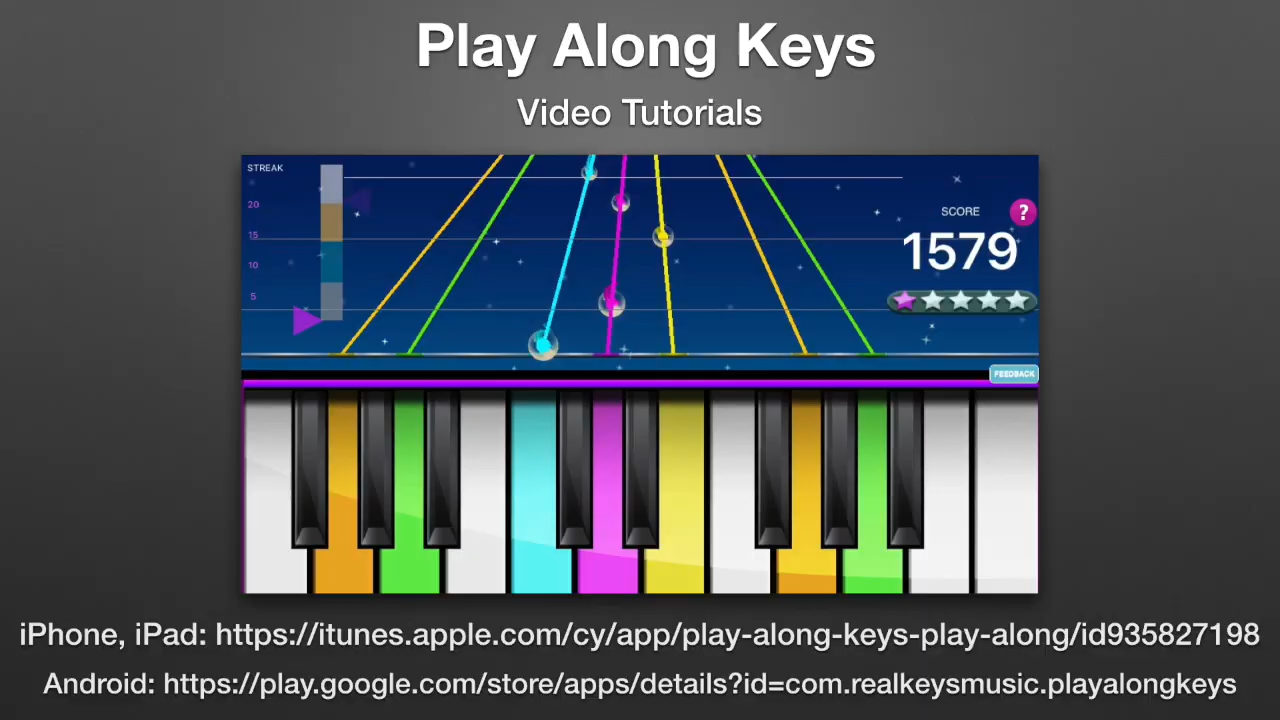 Play Along Keys
Video Tutorials
STREAK
20
15
10
5
SCORE
?
1579
FEEDBACK
iPhone, iPad: https://itunes.apple.com/cy/app/play-along-keys-play-along/id935827198
Android: https://play.google.com/store/apps/details?id=com.realkeysmusic.playalongkeys